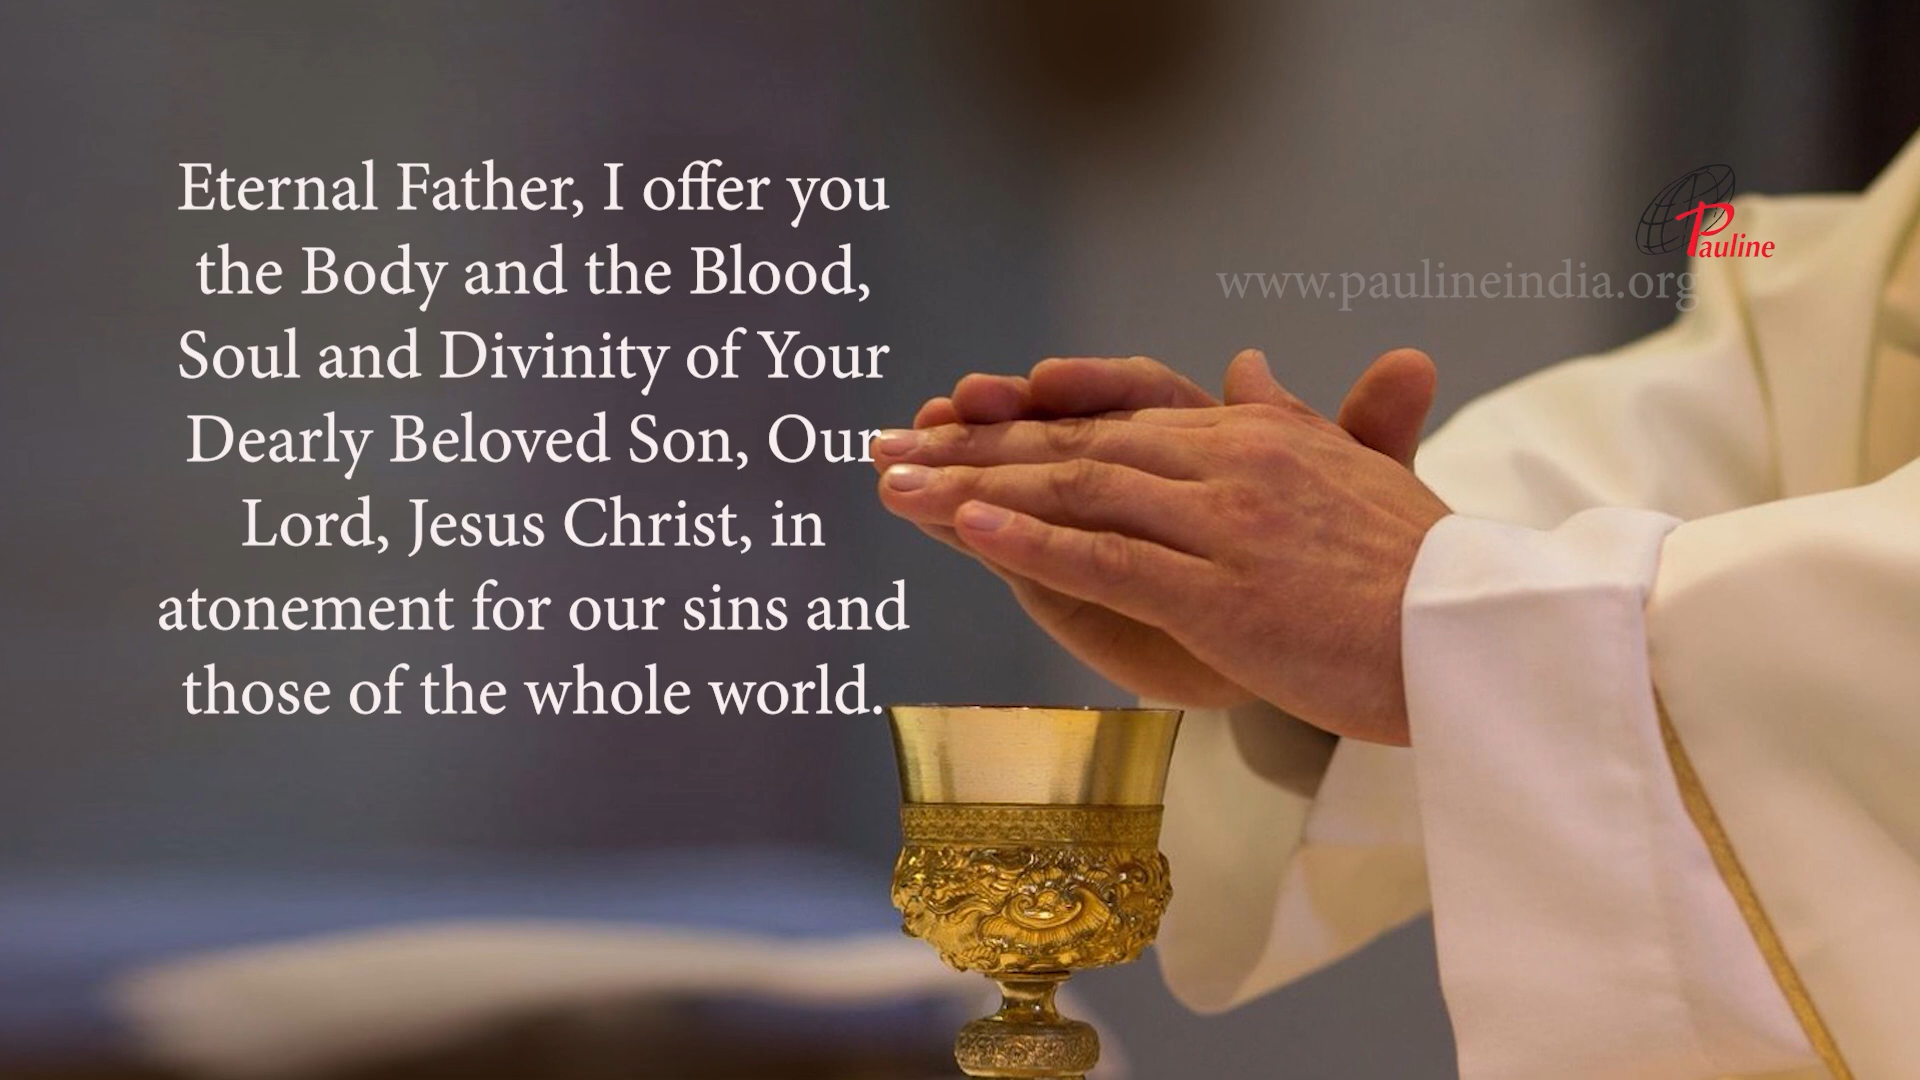 Eternal Father, I offer you
the Body and the Blood,
Soul and Divinity of Your
Dearly Beloved Son, Our
Lord, Jesus Christ, in
atonement for our sins and
those of the whole world.
Pauline
www.paulineindia.org